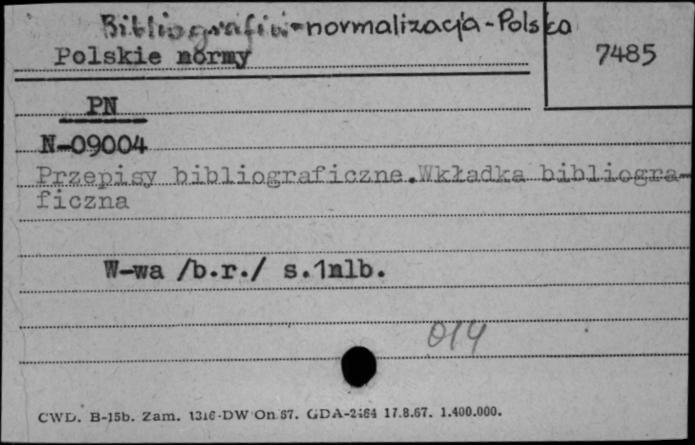 Bibliografia-normalizacja-Polska
Polskie normy
7485
PN
N-09004
Przepisy bibliograficzne.Wkładka bibliogra-
ficzna
W-wa /b.r./ s.1nlb.
014
CWD. B-15b. Zam. 1316-DW On 67. GDA-2464 17.8.67. 1.400.000.